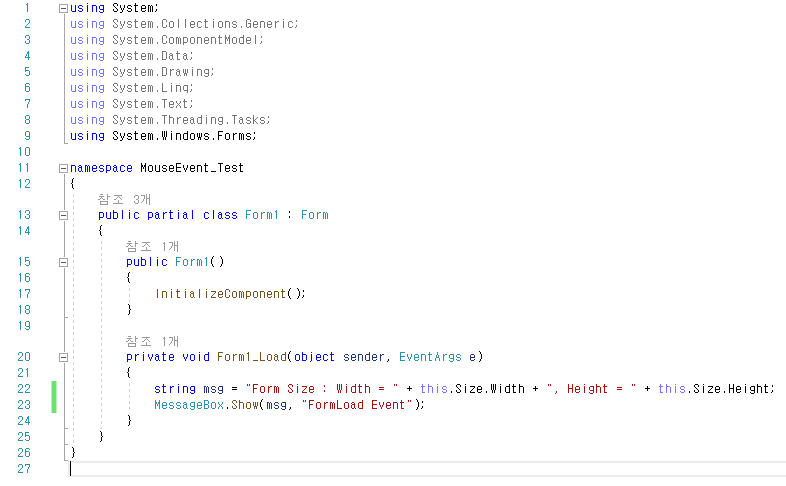 1 using System;
2 using System.Collections.Generic;
3 using System.ComponentModel;
4 using System.Data;
5 using System.Drawing;
6 using System.Linq;
7 using System.Text;
8 using System.Threading.Tasks;
9 using System.Windows.Forms;
10
11 namespace MouseEvent_Test
12 {
참조 3개
13 public partial class Form1 : Form
14 {
참조 1개
15 public Form1()
16 {
17 InitializeComponent();
18 }
19
참조 1개
20 private void Form1_Load(object sender, EventArgs e)
21 {
22 string msg = "Form Size : Width = " + this.Size.Width + ", Height = " + this.Size.Height;
23 MessageBox.Show(msg, "FormLoad Event");
24 }
25 }
26 }
27